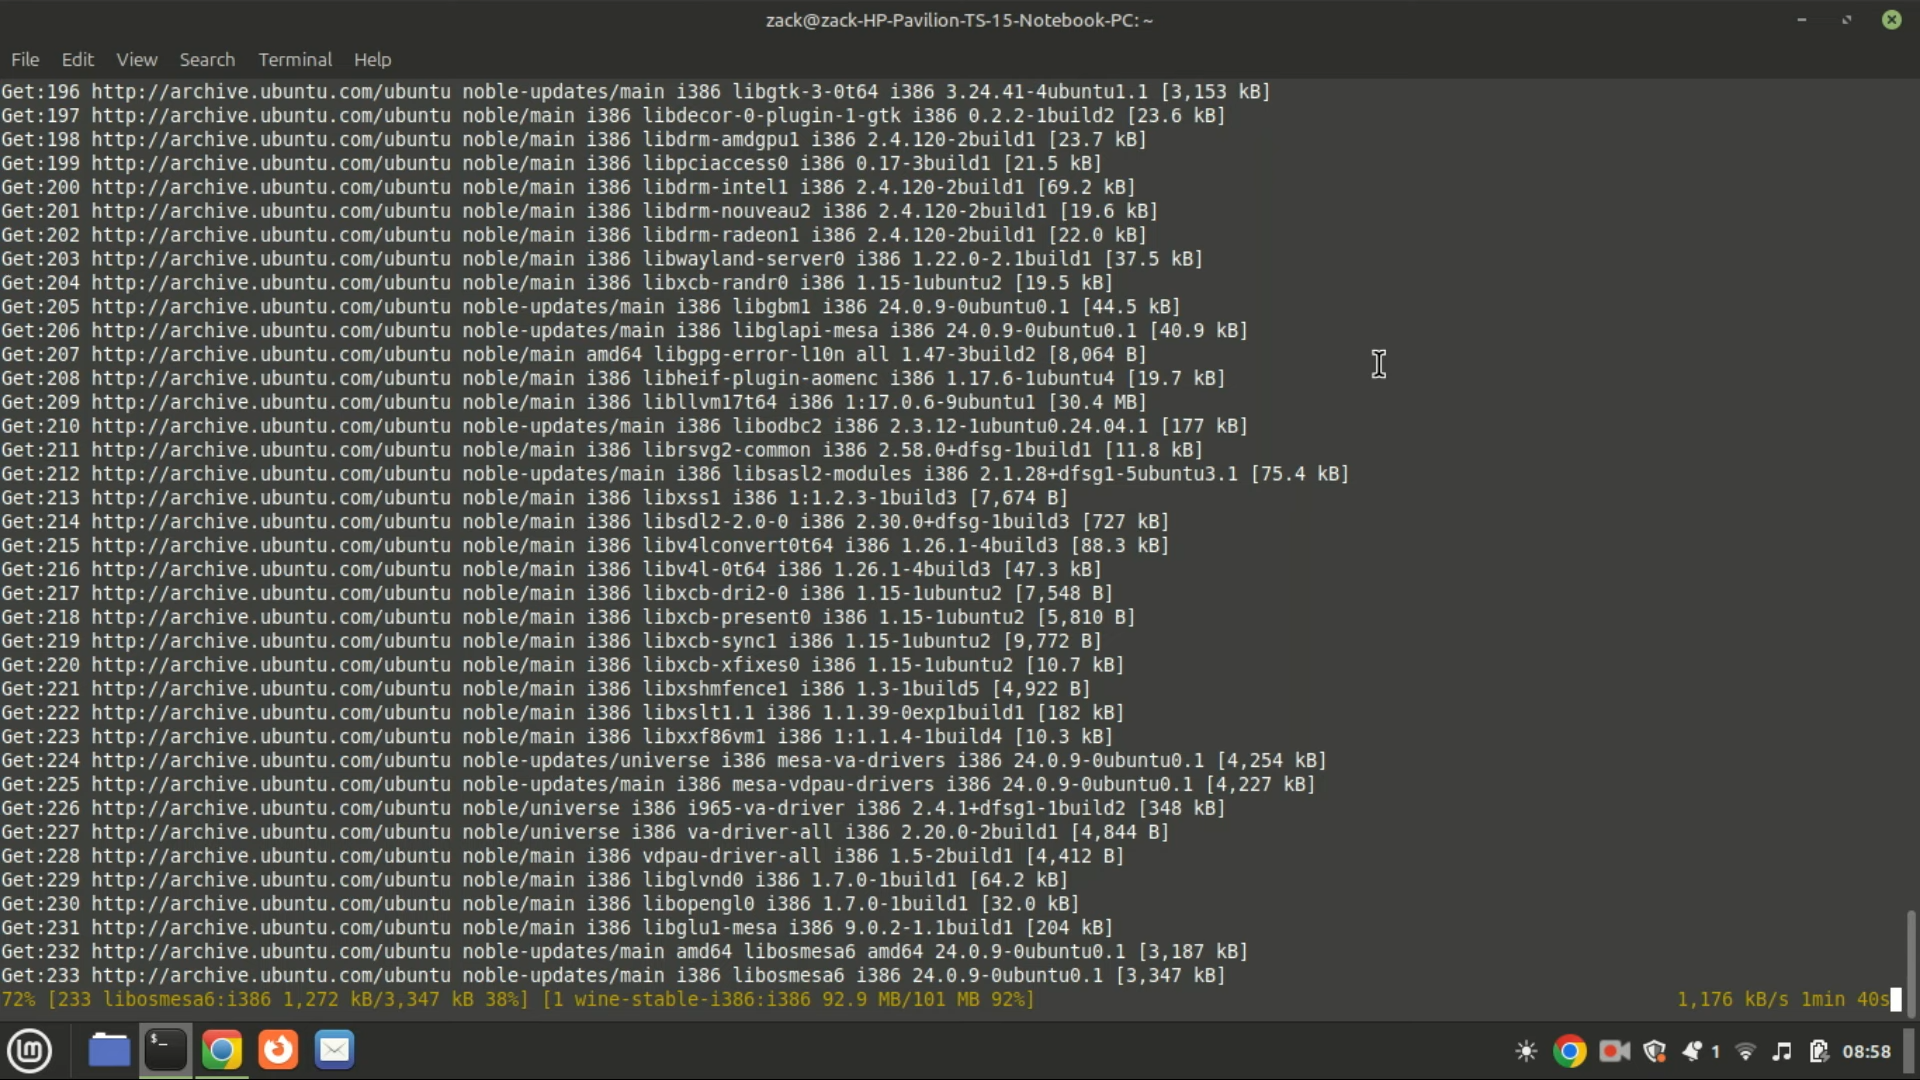 zack@zack-HP-Pavilion-TS-15-Notebook-PC: ~
File Edit View Search Terminal Help
Get:196 http://archive.ubuntu.com/ubuntu noble-updates/main i386 libgtk-3-0t64 i386 3.24.41-4ubuntu1.1 [3,153 kB]
Get:197 http://archive.ubuntu.com/ubuntu noble/main i386 libdecor-0-plugin-1-gtk i386 0.2.2-1build2 [23.6 kB]
Get:198 http://archive.ubuntu.com/ubuntu noble/main i386 libdrm-amdgpu1 i386 2.4.120-2build1 [23.7 kB]
Get:199 http://archive.ubuntu.com/ubuntu noble/main i386 libpciaccess0 i386 0.17-3build1 [21.5 kB]
Get:200 http://archive.ubuntu.com/ubuntu noble/main i386 libdrm-intel1 i386 2.4.120-2build1 [69.2 kB]
Get:201 http://archive.ubuntu.com/ubuntu noble/main i386 libdrm-nouveau2 i386 2.4.120-2build1 [19.6 kB]
Get:202 http://archive.ubuntu.com/ubuntu noble/main i386 libdrm-radeon1 i386 2.4.120-2build1 [22.0 kB]
Get:203 http://archive.ubuntu.com/ubuntu noble/main i386 libwayland-server0 i386 1.22.0-2.1build1 [37.5 kB]
Get:204 http://archive.ubuntu.com/ubuntu noble/main i386 libxcb-randr0 i386 1.15-1ubuntu2 [19.5 kB]
Get:205 http://archive.ubuntu.com/ubuntu noble-updates/main i386 libgbm1 i386 24.0.9-0ubuntu0.1 [44.5 kB]
Get:206 http://archive.ubuntu.com/ubuntu noble-updates/main i386 libglapi-mesa i386 24.0.9-0ubuntu0.1 [40.9 kB]
Get:207 http://archive.ubuntu.com/ubuntu noble/main amd64 libgpg-error-l10n all 1.47-3build2 [8,064 B]
Get:208 http://archive.ubuntu.com/ubuntu noble/main i386 libheif-plugin-aomenc i386 1.17.6-1ubuntu4 [19.7 kB]
Get:209 http://archive.ubuntu.com/ubuntu noble/main i386 libllvm17t64 i386 1:17.0.6-9ubuntu1 [30.4 MB]
Get:210 http://archive.ubuntu.com/ubuntu noble-updates/main i386 libodbc2 i386 2.3.12-1ubuntu0.24.04.1 [177 kB]
Get:211 http://archive.ubuntu.com/ubuntu noble/main i386 librsvg2-common i386 2.58.0+dfsg-1build1 [11.8 kB]
Get:212 http://archive.ubuntu.com/ubuntu noble-updates/main i386 libsasl2-modules i386 2.1.28+dfsg1-5ubuntu3.1 [75.4 kB]
Get:213 http://archive.ubuntu.com/ubuntu noble/main i386 libxss1 i386 1:1.2.3-1build3 [7,674 B]
Get:214 http://archive.ubuntu.com/ubuntu noble/main i386 libsdl2-2.0-0 i386 2.30.0+dfsg-1build3 [727 kB]
Get:215 http://archive.ubuntu.com/ubuntu noble/main i386 libv4lconvert0t64 i386 1.26.1-4build3 [88.3 kB]
Get:216 http://archive.ubuntu.com/ubuntu noble/main i386 libv4l-0t64 i386 1.26.1-4build3 [47.3 kB]
Get:217 http://archive.ubuntu.com/ubuntu noble/main i386 libxcb-dri2-0 i386 1.15-1ubuntu2 [7,548 B]
Get:218 http://archive.ubuntu.com/ubuntu noble/main i386 libxcb-present0 i386 1.15-1ubuntu2 [5,810 B]
Get:219 http://archive.ubuntu.com/ubuntu noble/main i386 libxcb-sync1 i386 1.15-1ubuntu2 [9,772 B]
Get:220 http://archive.ubuntu.com/ubuntu noble/main i386 libxcb-xfixes0 i386 1.15-1ubuntu2 [10.7 kB]
Get:221 http://archive.ubuntu.com/ubuntu noble/main i386 libxshmfence1 i386 1.3-1build5 [4,922 B]
Get:222 http://archive.ubuntu.com/ubuntu noble/main i386 libxslt1.1 i386 1.1.39-0exp1build1 [182 kB]
Get:223 http://archive.ubuntu.com/ubuntu noble/main i386 libxxf86vm1 i386 1:1.1.4-1build4 [10.3 kB]
Get:224 http://archive.ubuntu.com/ubuntu noble-updates/universe i386 mesa-va-drivers i386 24.0.9-0ubuntu0.1 [4,254 kB]
Get:225 http://archive.ubuntu.com/ubuntu noble-updates/main i386 mesa-vdpau-drivers i386 24.0.9-0ubuntu0.1 [4,227 kB]
Get:226 http://archive.ubuntu.com/ubuntu noble/universe i386 i965-va-driver i386 2.4.1+dfsg1-1build2 [348 kB]
Get:227 http://archive.ubuntu.com/ubuntu noble/universe i386 va-driver-all i386 2.20.0-2build1 [4,844 B]
Get:228 http://archive.ubuntu.com/ubuntu noble/main i386 vdpau-driver-all i386 1.5-2build1 [4,412 B]
Get:229 http://archive.ubuntu.com/ubuntu noble/main i386 libglvnd0 i386 1.7.0-1build1 [64.2 kB]
Get:230 http://archive.ubuntu.com/ubuntu noble/main i386 libopengl0 i386 1.7.0-1build1 [32.0 kB]
Get:231 http://archive.ubuntu.com/ubuntu noble/main i386 libglu1-mesa i386 9.0.2-1.1build1 [204 kB]
Get:232 http://archive.ubuntu.com/ubuntu noble-updates/main amd64 libosmesa6 amd64 24.0.9-0ubuntu0.1 [3,187 kB]
Get:233 http://archive.ubuntu.com/ubuntu noble-updates/main i386 libosmesa6 i386 24.0.9-0ubuntu0.1 [3,347 kB]
72% [233 libosmesa6:i386 1,272 kB/3,347 kB 38%] [1 wine-stable-i386:i386 92.9 MB/101 MB 92%] 1,176 kB/s 1min 40s
1 08:58